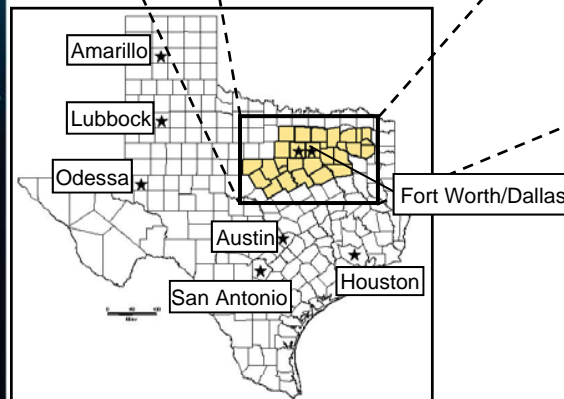 Amarillo
Lubbock
Odessa
Fort Worth/Dallas
Austin
Houston
San Antonio